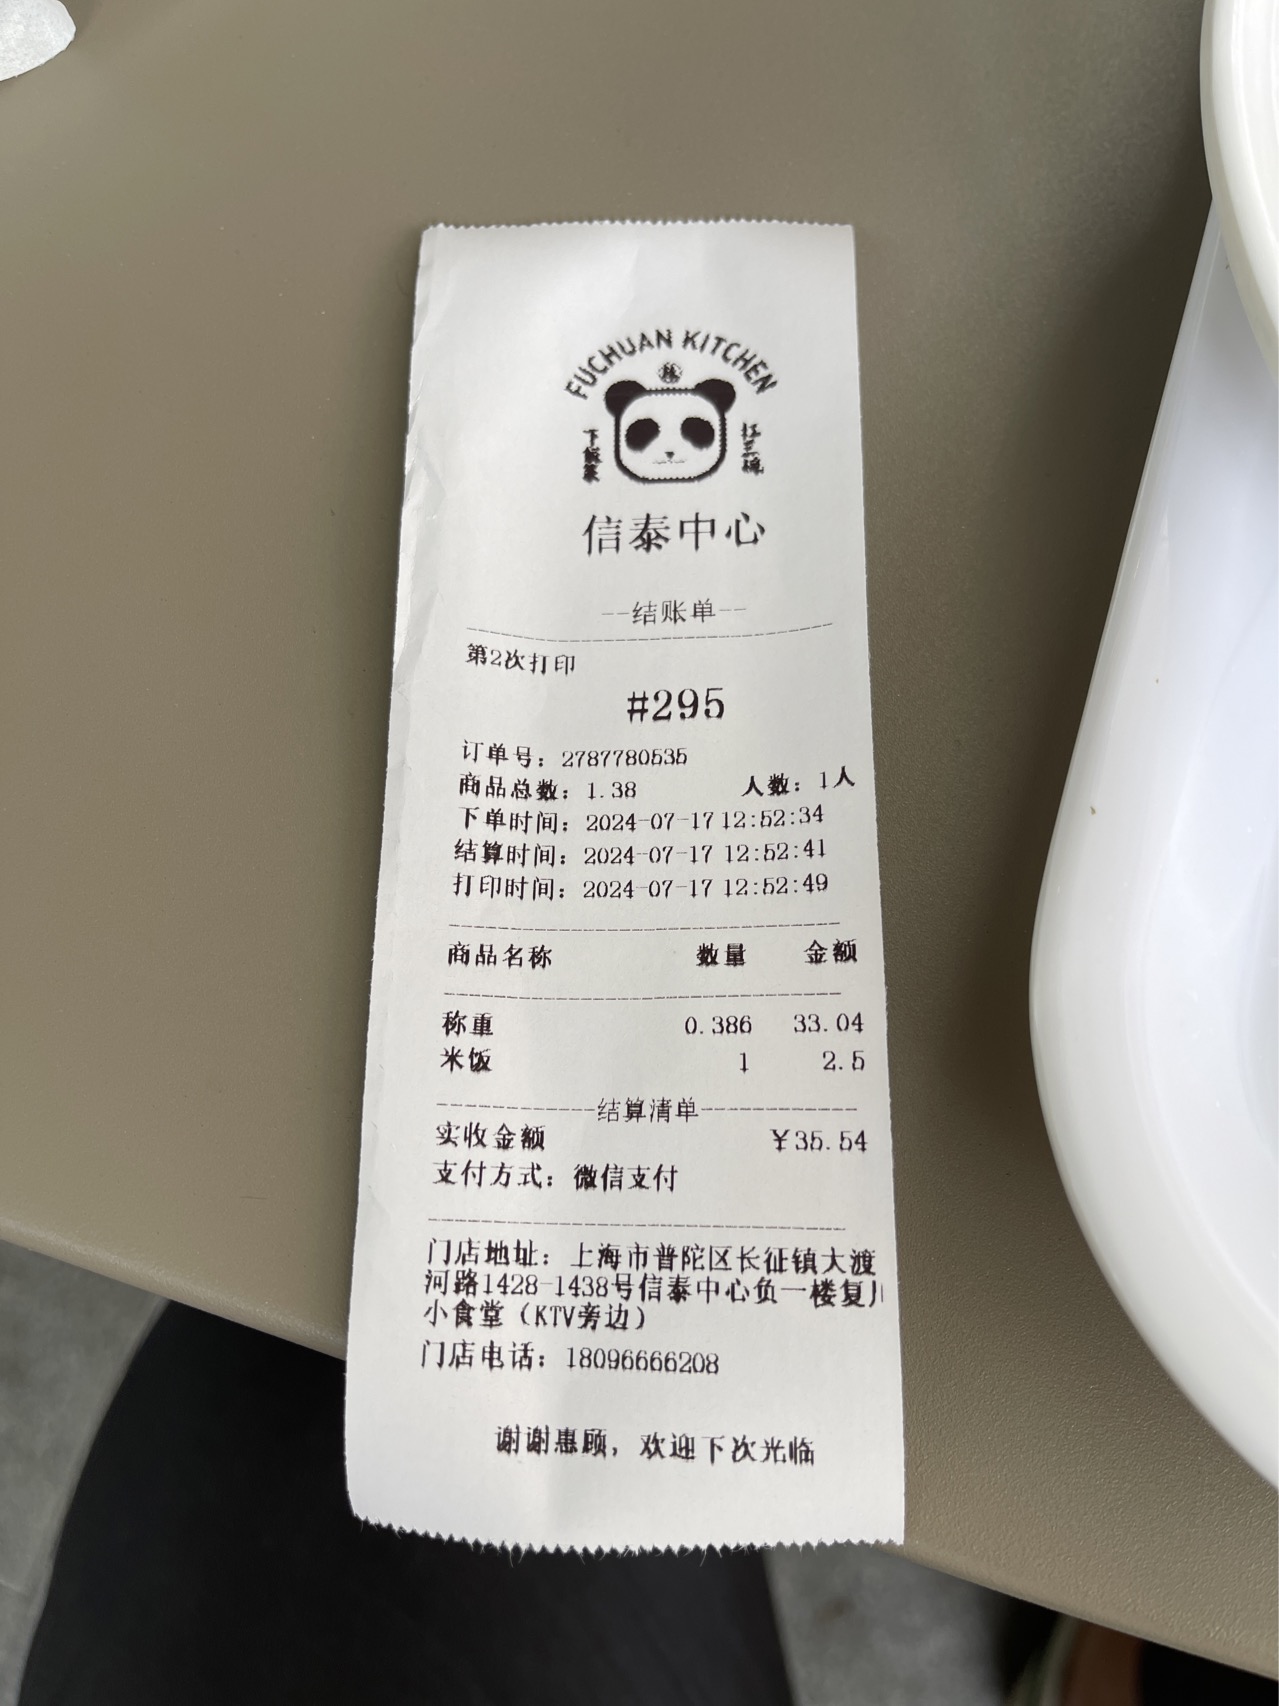 FUCHUAN KITCHEN
下饭菜
扛三碗
信泰中心
--结账单--
第2次打印
#295
订单号：2787780535
商品总数：1.38 人数：1人
下单时间：2024-07-17 12:52:34
结算时间：2024-07-17 12:52:41
打印时间：2024-07-17 12:52:49
商品名称 数量 金额
称重 0.386 33.04
米饭 1 2.5
结算清单
实收金额 ￥35.54
支付方式：微信支付
门店地址：上海市普陀区长征镇大渡
河路1428-1438号信泰中心负一楼复川
小食堂（KTV旁边）
门店电话：18096666208
谢谢惠顾，欢迎下次光临